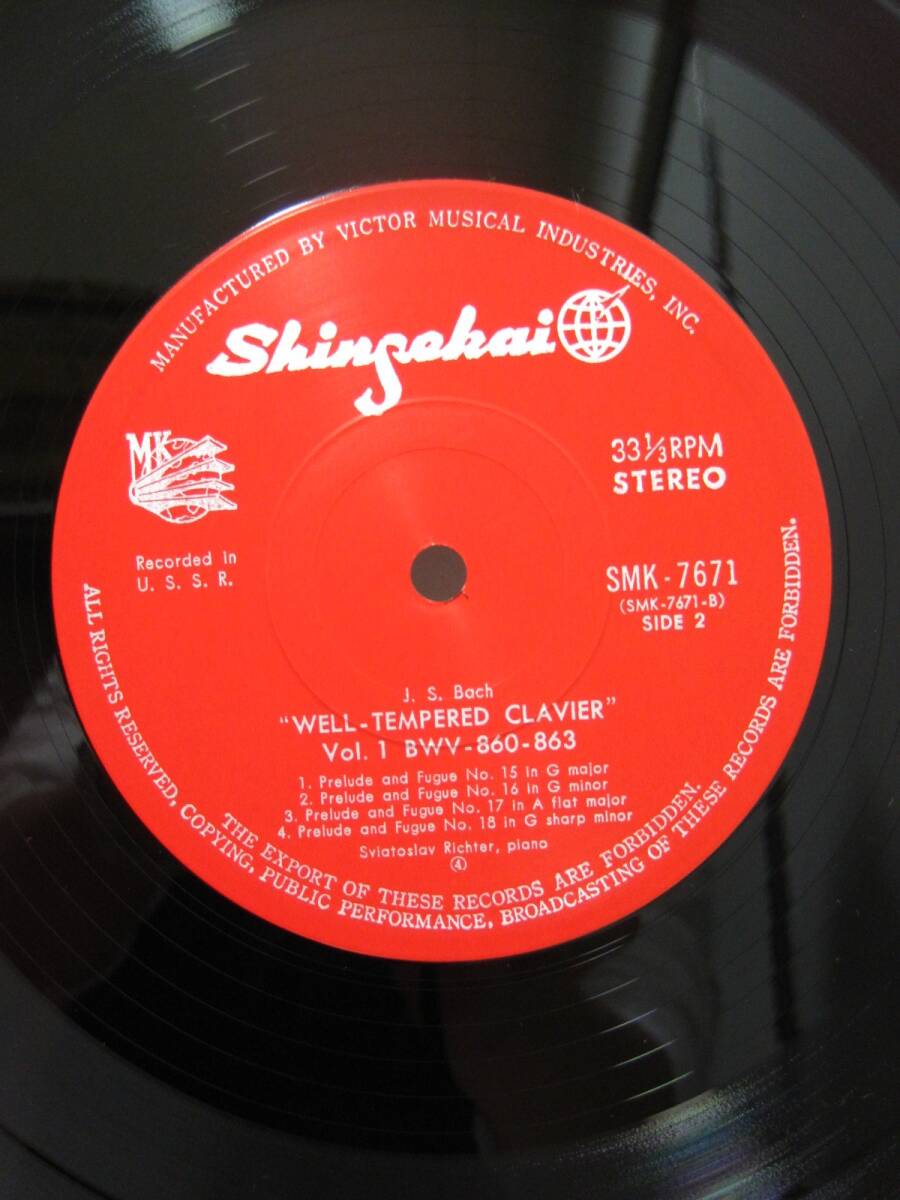 MANUFACTURED BY VICTOR MUSICAL INDUSTRIES, INC.
Shinsekai
MK
33 1/3 RPM
STEREO
Recorded in
U. S. S. R.
SMK-7671
(SMK-7671-B)
SIDE 2
J. S. Bach
"WELL-TEMPERED CLAVIER"
Vol. 1 BWV-860-863
1. Prelude and Fugue No. 15 in G major
2. Prelude and Fugue No. 16 in G minor
3. Prelude and Fugue No. 17 in A flat major
4. Prelude and Fugue No. 18 in G sharp minor
Sviatoslav Richter, piano
④
ALL RIGHTS RESERVED, COPYING, PUBLIC PERFORMANCE, BROADCASTING OF THESE RECORDS ARE FORBIDDEN.
THE EXPORT OF THESE RECORDS ARE FORBIDDEN.